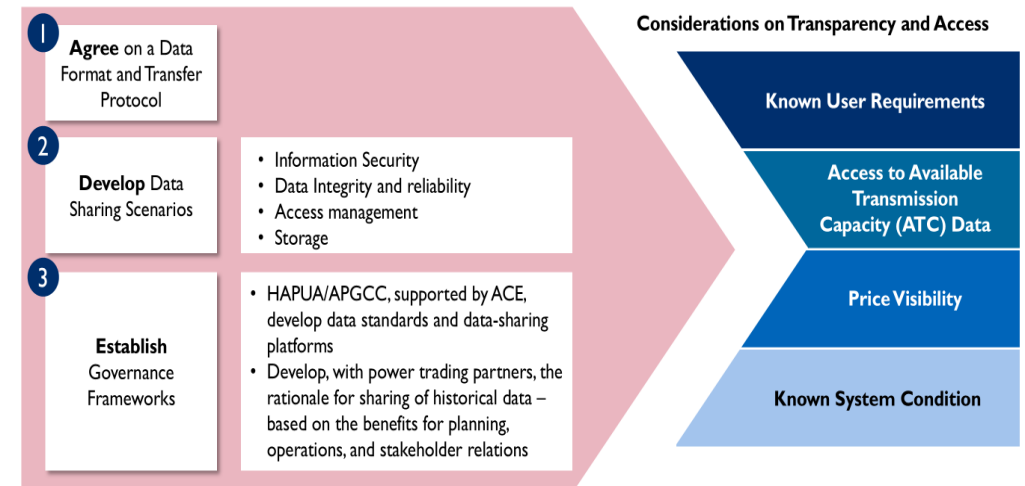 1
Agree on a Data
Format and Transfer
Protocol
2
Develop Data
Sharing Scenarios
• Information Security
• Data Integrity and reliability
• Access management
• Storage
3
Establish
Governance
Frameworks
• HAPUA/APGCC, supported by ACE,
develop data standards and data-sharing
platforms
• Develop, with power trading partners, the
rationale for sharing of historical data –
based on the benefits for planning,
operations, and stakeholder relations
Considerations on Transparency and Access
Known User Requirements
Access to Available
Transmission
Capacity (ATC) Data
Price Visibility
Known System Condition